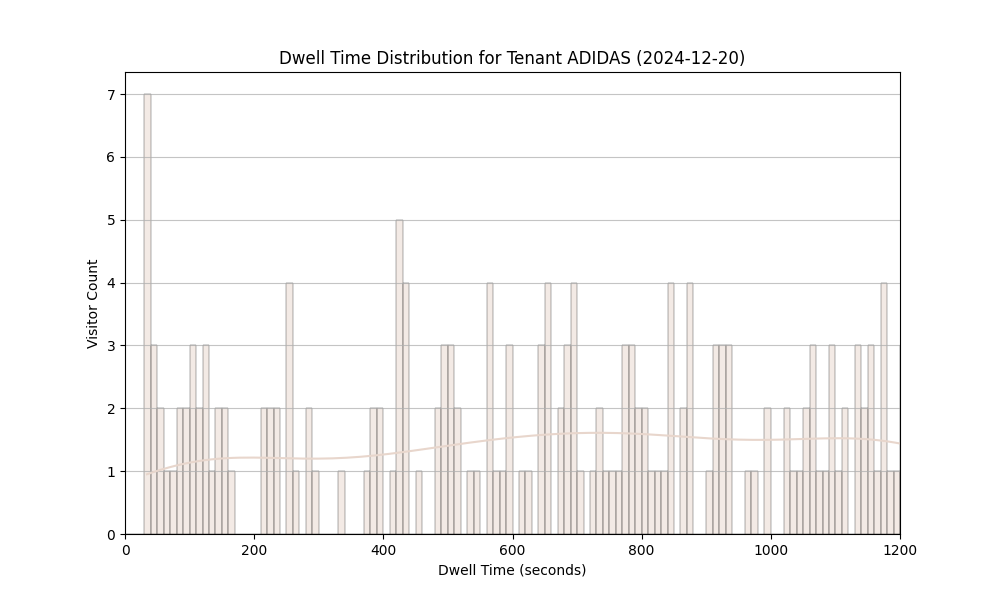 Dwell Time Distribution for Tenant ADIDAS (2024-12-20)
7
6
5
4
3
2
1
0
Visitor Count
0 200 400 600 800 1000 1200
Dwell Time (seconds)